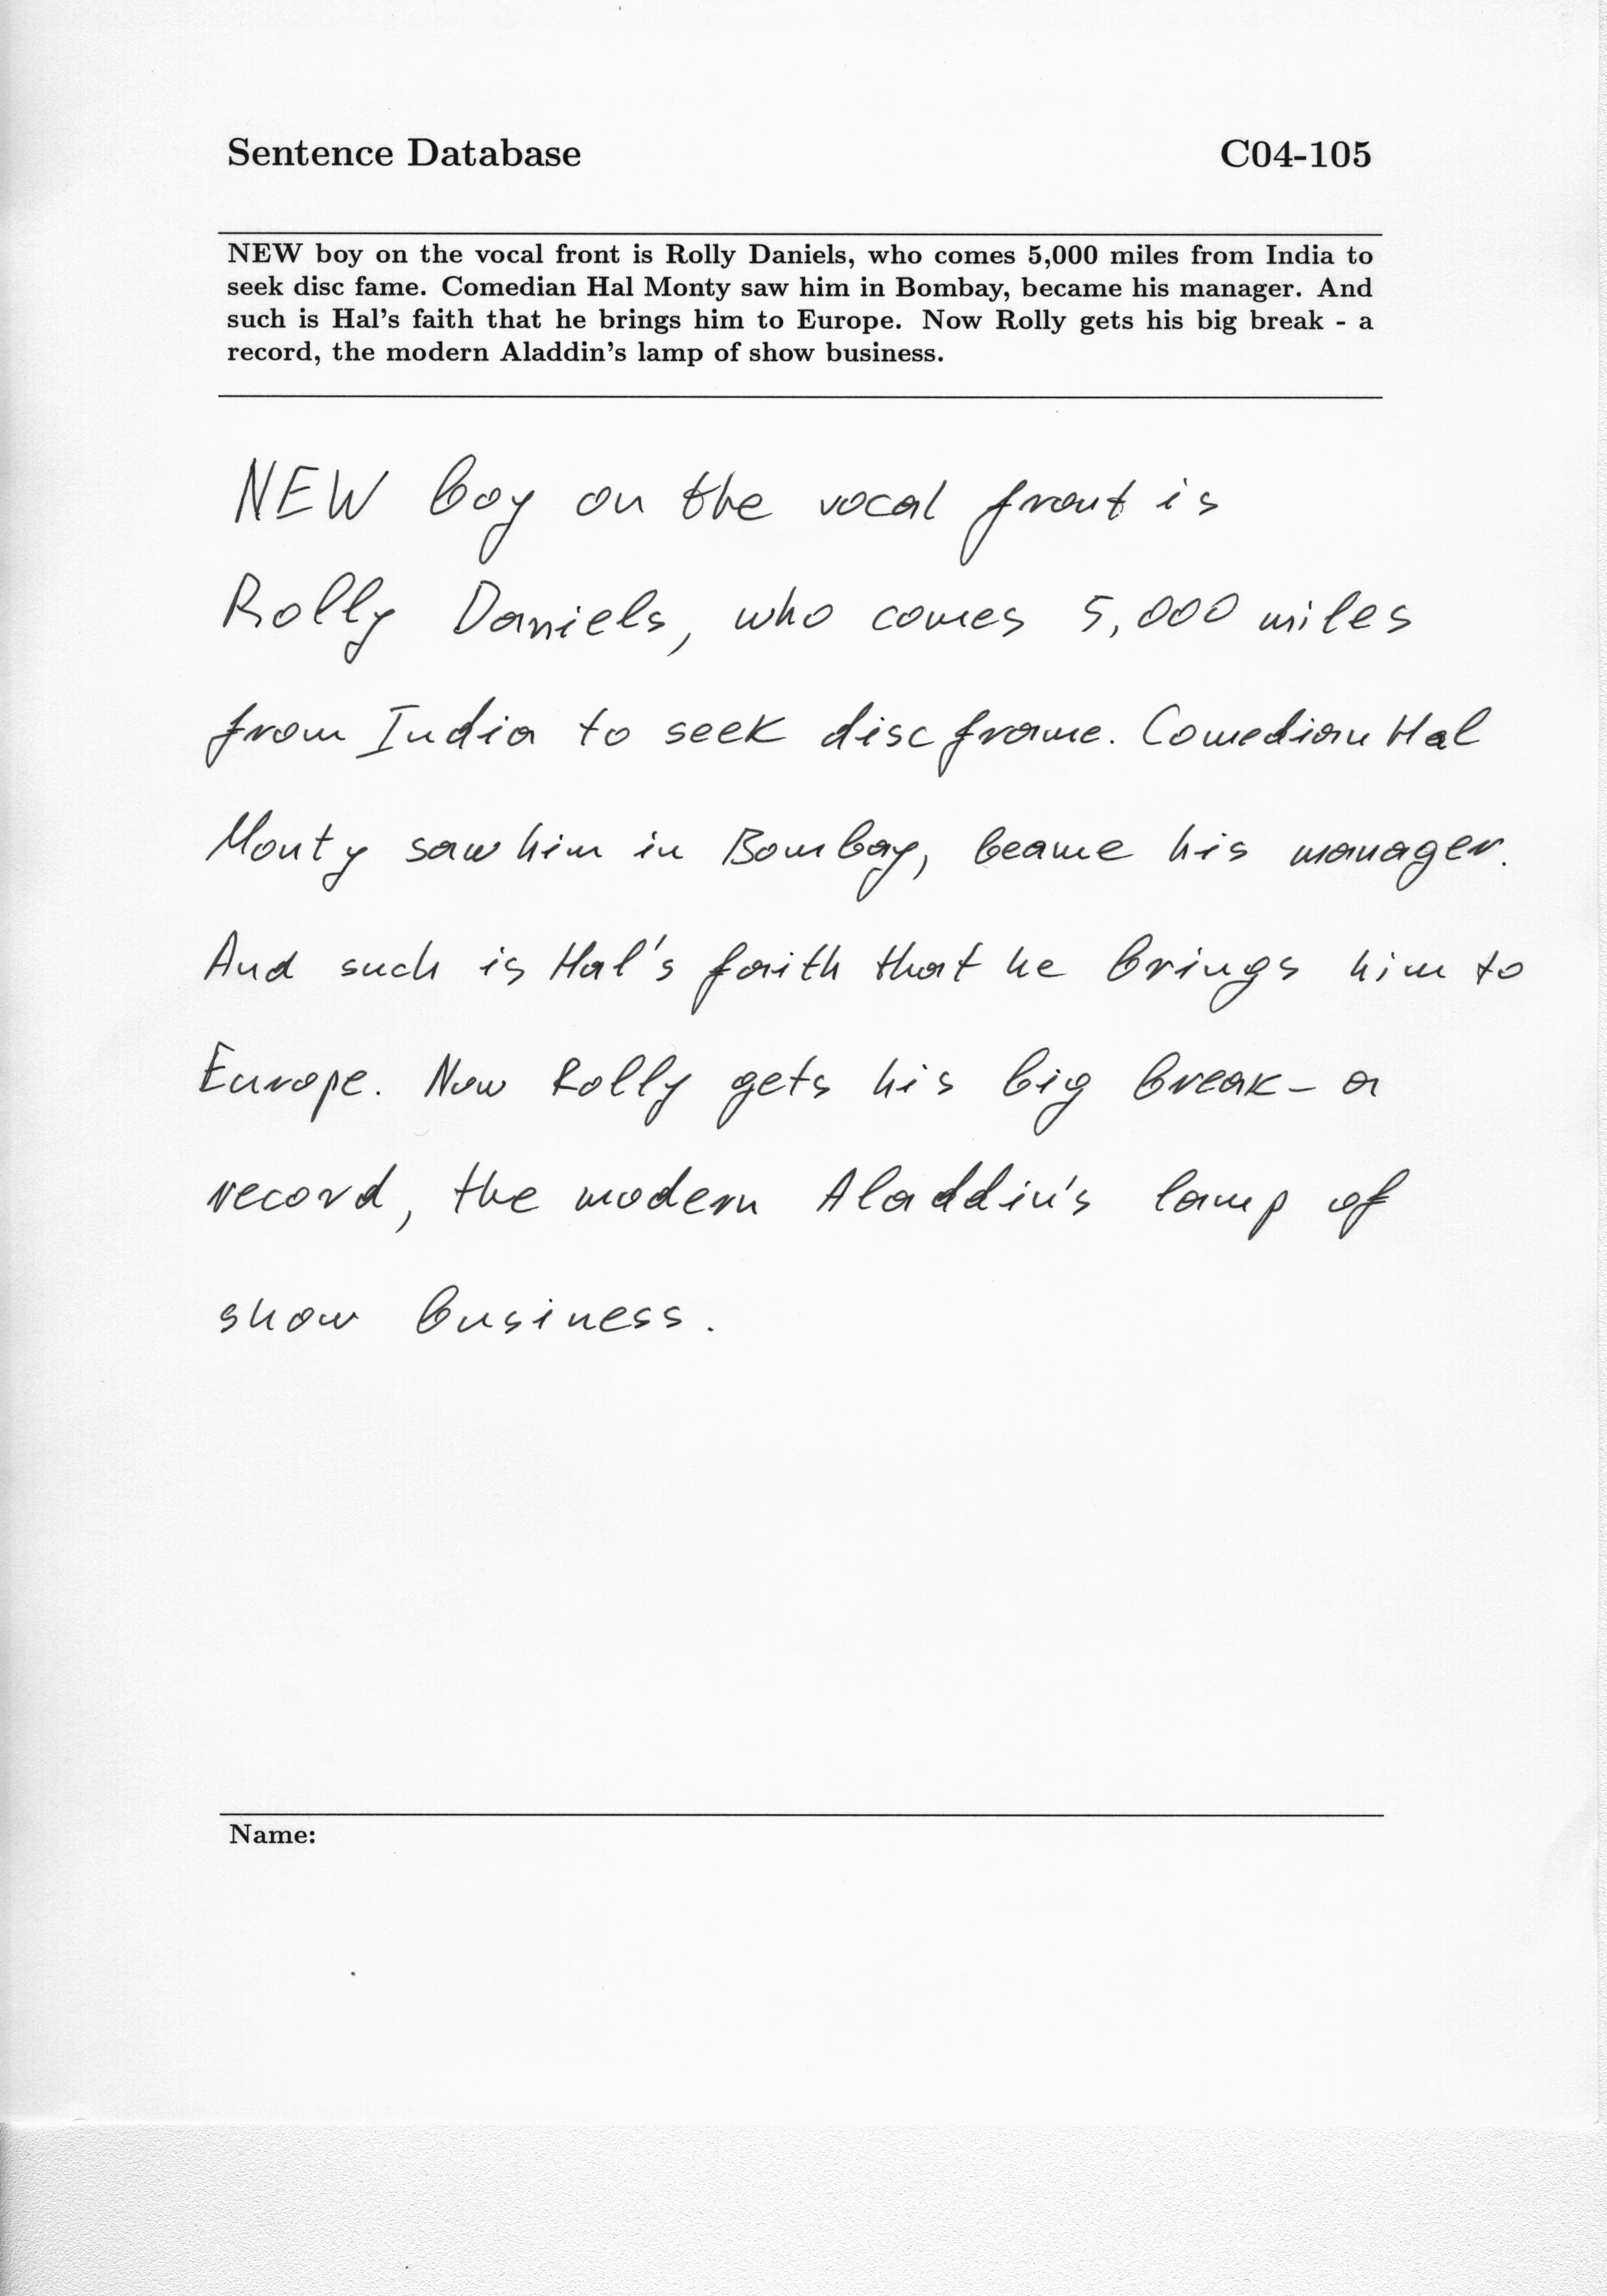 Sentence Database C04-105
NEW boy on the vocal front is Rolly Daniels, who comes 5,000 miles from India to
seek disc fame. Comedian Hal Monty saw him in Bombay, became his manager. And
such is Hal's faith that he brings him to Europe. Now Rolly gets his big break - a
record, the modern Aladdin's lamp of show business.
NEW boy on the vocal front is
Rolly Daniels, who comes 5,000 miles
from India to seek disc frame. Comedian Hal
Monty saw him in Bombay, beame his manager.
And such is Hal's faith that he brings him to
Europe. Now Rolly gets his big break - a
record, the modern Aladdin's lamp of
show business.
Name: